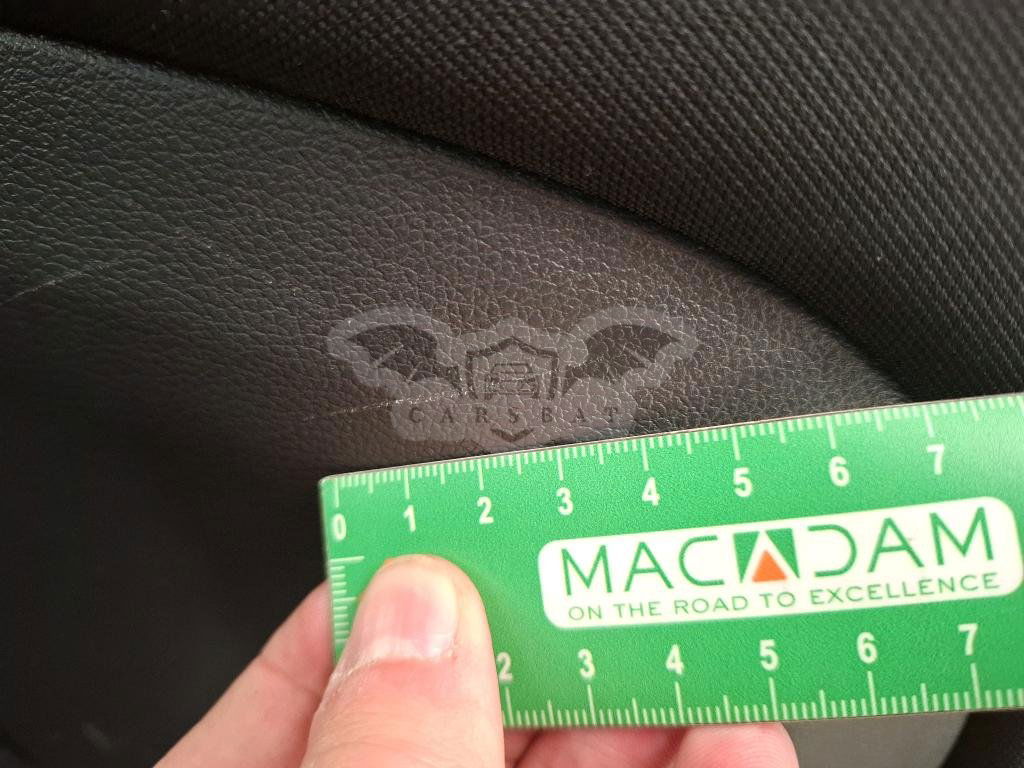 CARSBAT
0 1 2 3 4 5 6 7
MACADAM
ON THE ROAD TO EXCELLENCE
2 3 4 5 6 7